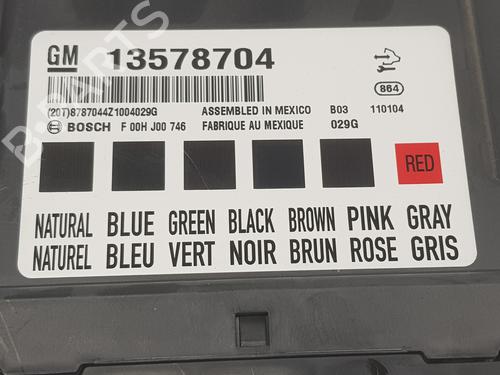 GM 13578704
(20T)8787044Z1004029G ASSEMBLED IN MEXICO B03 110104
864
BOSCH F 00H J00 746 FABRIQUE AU MEXIQUE 029G
RED
NATURAL BLUE GREEN BLACK BROWN PINK GRAY
NATUREL BLEU VERT NOIR BRUN ROSE GRIS
B-PARTS